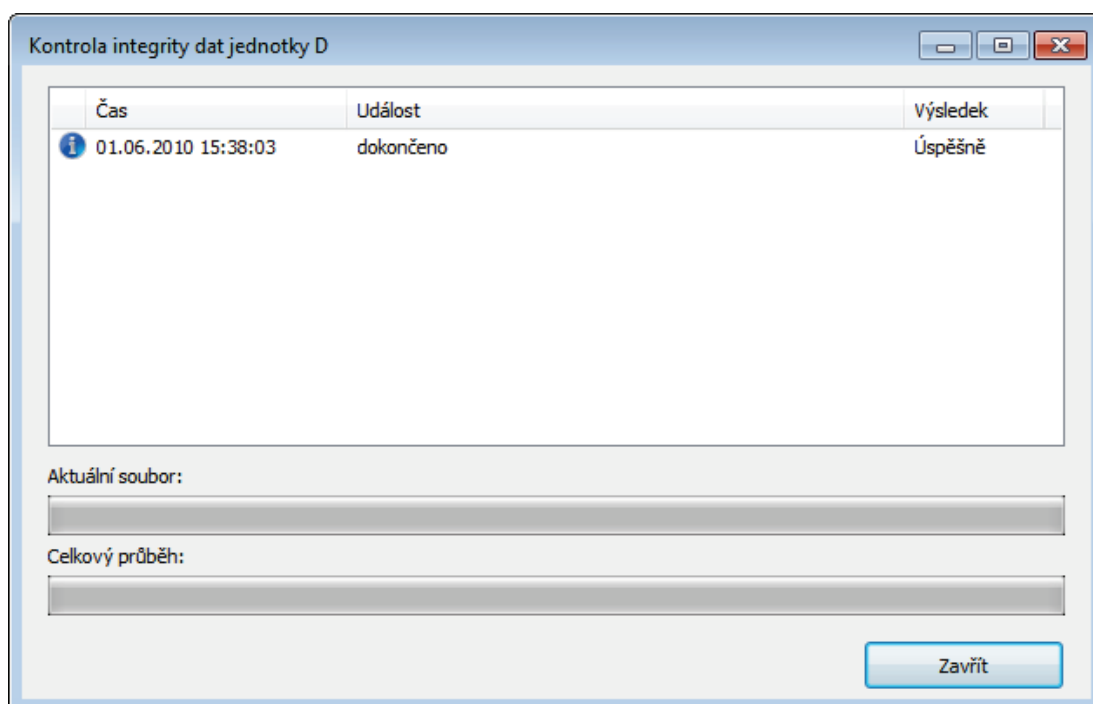 Kontrola integrity dat jednotky D
Čas Událost Výsledek
01.06.2010 15:38:03 dokončeno Úspěšně
Aktuální soubor:
Celkový průběh:
Zavřít